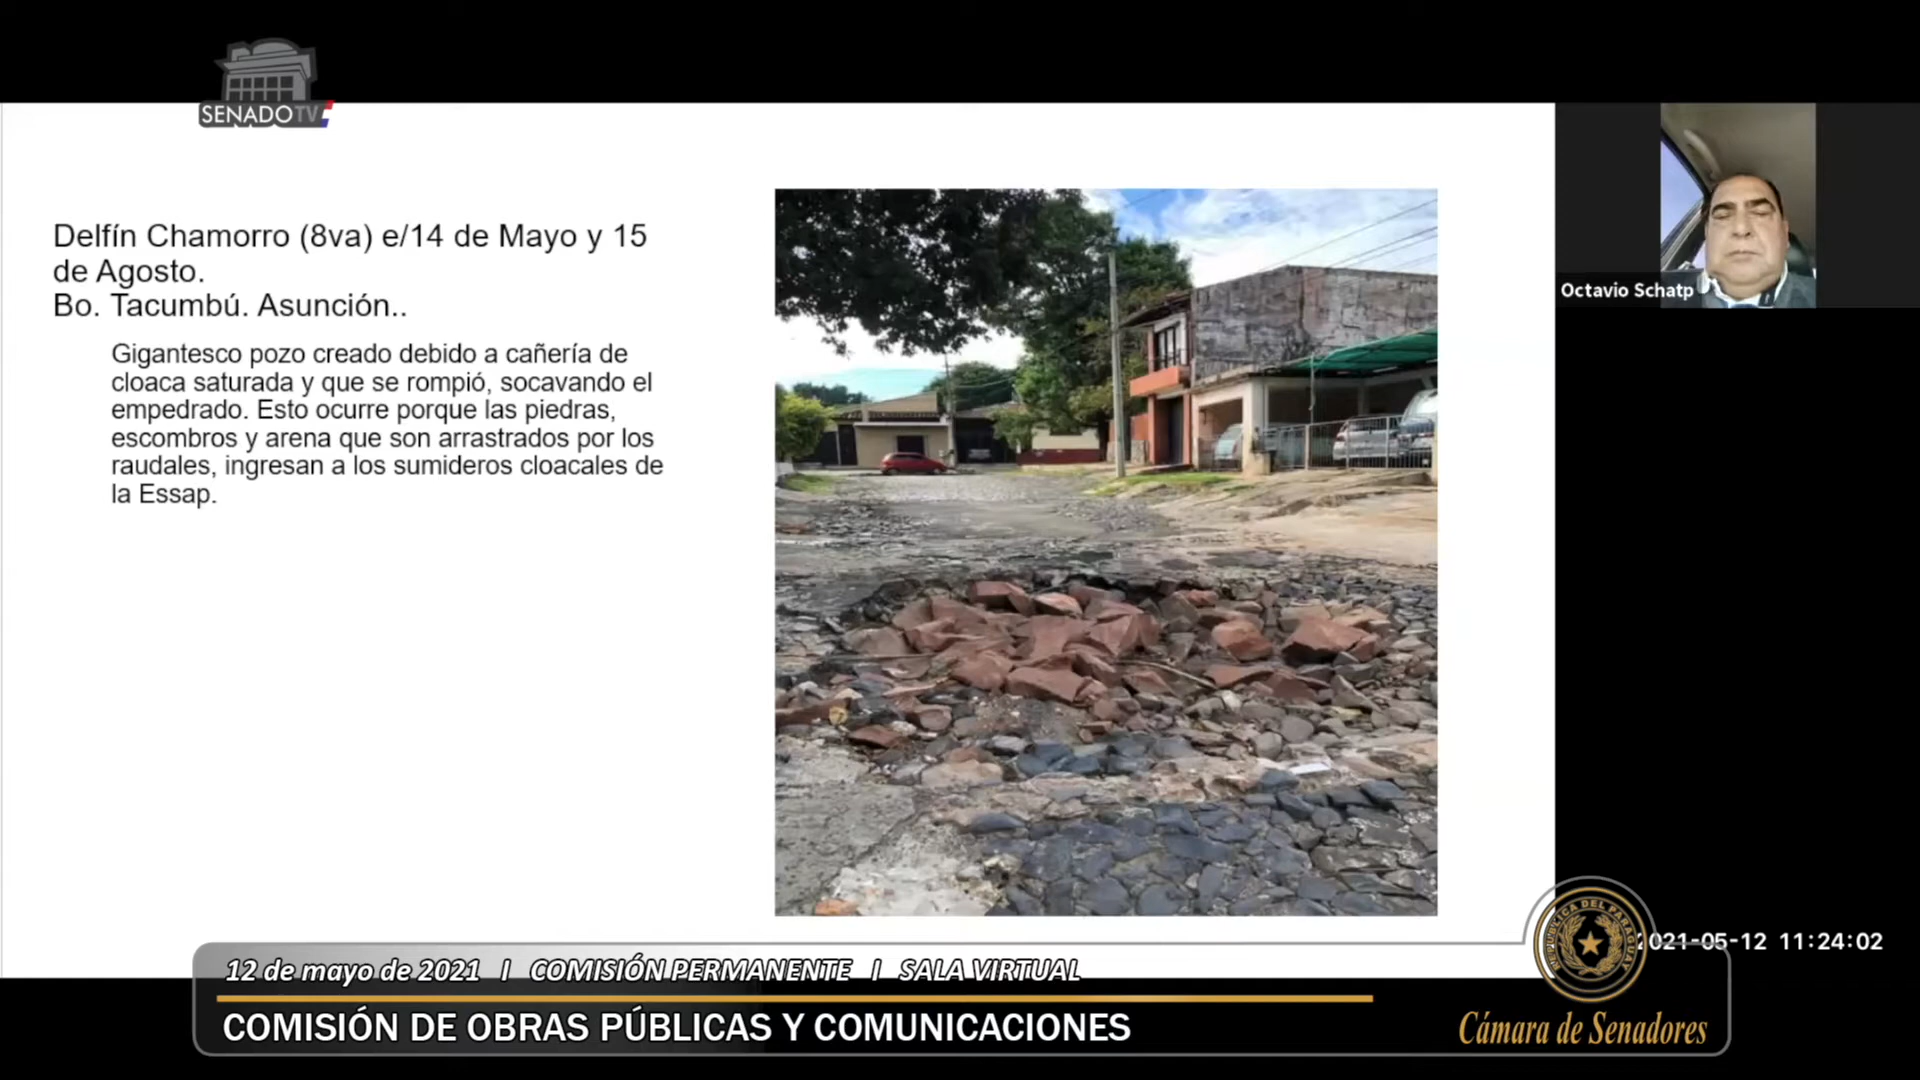 SENADOTV
Delfín Chamorro (8va) e/14 de Mayo y 15
de Agosto.
Bo. Tacumbú. Asunción..
Gigantesco pozo creado debido a cañería de
cloaca saturada y que se rompió, socavando el
empedrado. Esto ocurre porque las piedras,
escombros y arena que son arrastrados por los
raudales, ingresan a los sumideros cloacales de
la Essap.
Octavio Schatp
REPUBLICA DEL PARAGUAY
2021-05-12 11:24:02
12 de mayo de 2021 I COMISIÓN PERMANENTE I SALA VIRTUAL
COMISIÓN DE OBRAS PÚBLICAS Y COMUNICACIONES
Cámara de Senadores